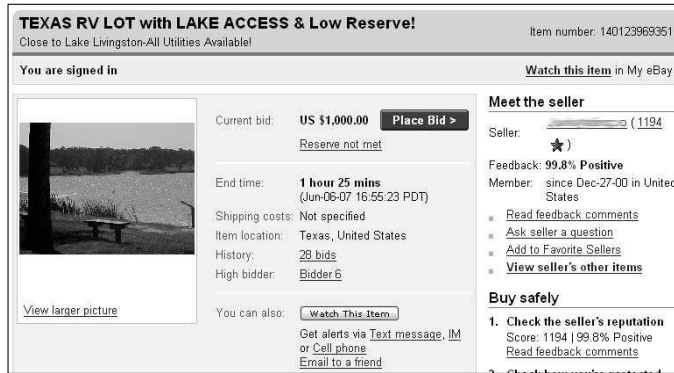 TEXAS RV LOT with LAKE ACCESS & Low Reserve!
Close to Lake Livingston-All Utilities Available!
Item number: 140123969351
You are signed in
Watch this item in My eBay
Current bid: US $1,000.00 Place Bid >
Reserve not met
End time: 1 hour 25 mins
(Jun-06-07 16:55:23 PDT)
Shipping costs: Not specified
Item location: Texas, United States
History: 28 bids
High bidder: Bidder 6
You can also: Watch This Item
Get alerts via Text message, IM
or Cell phone
Email to a friend
View larger picture
Meet the seller
Seller: ( 1194
)
Feedback: 99.8% Positive
Member: since Dec-27-00 in United
States
Read feedback comments
Ask seller a question
Add to Favorite Sellers
View seller's other items
Buy safely
1. Check the seller's reputation
Score: 1194 | 99.8% Positive
Read feedback comments